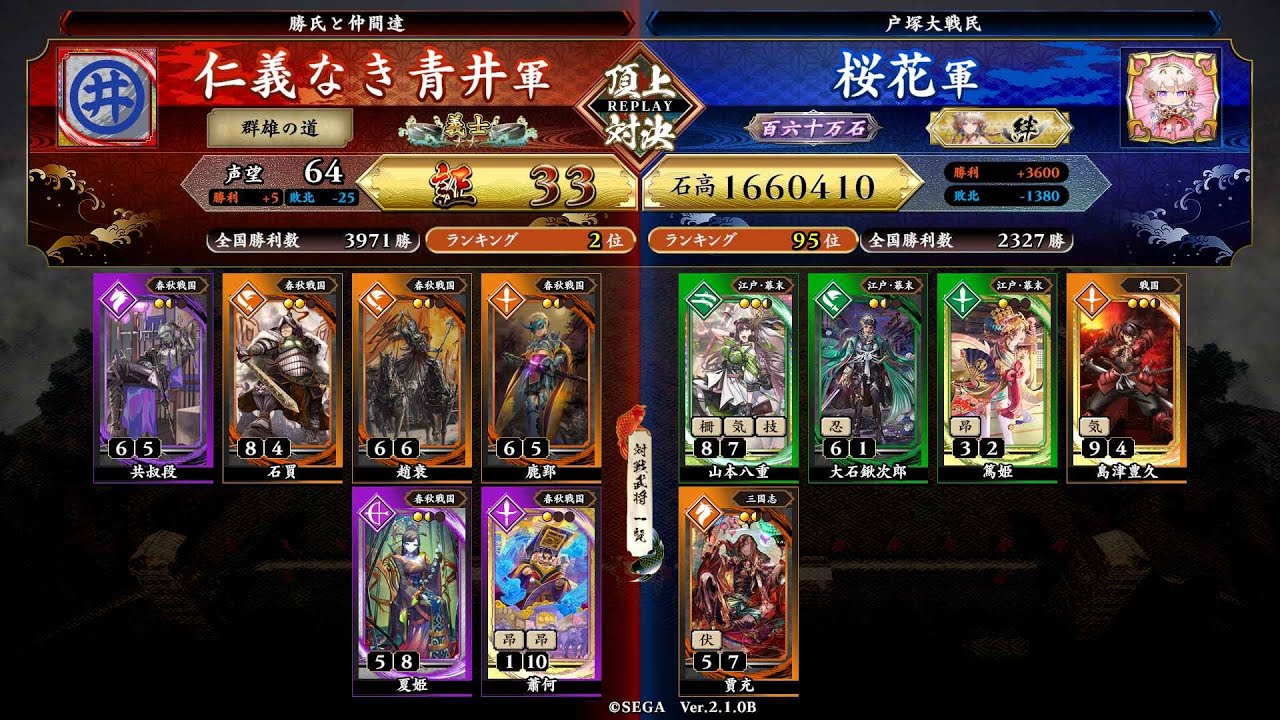 勝氏と仲間達
戸塚大戦民
仁義なき青井軍
頂上
REPLAY
対決
桜花軍
井
群雄の道
義士
百六十万石
絆
声望 64
勝利 +5 敗北 -25
証 33
石高 1660410
勝利 +3600
敗北 -1380
全国勝利数 3971勝
ランキング 2位
ランキング 95位
全国勝利数 2327勝
春秋戦国
春秋戦国
春秋戦国
春秋戦国
江戸・幕末
江戸・幕末
江戸・幕末
戦国
柵 気 技
忍
昂
気
6 5
8 4
6 6
6 5
8 7
6 1
3 2
9 4
共叔段
石買
趙衰
鹿郢
山本八重
大石鍬次郎
篤姫
島津豊久
対戦武将一覧
春秋戦国
春秋戦国
三国志
昂 昂
伏
5 8
1 10
5 7
夏姫
蕭何
賈充
©SEGA Ver.2.1.0B